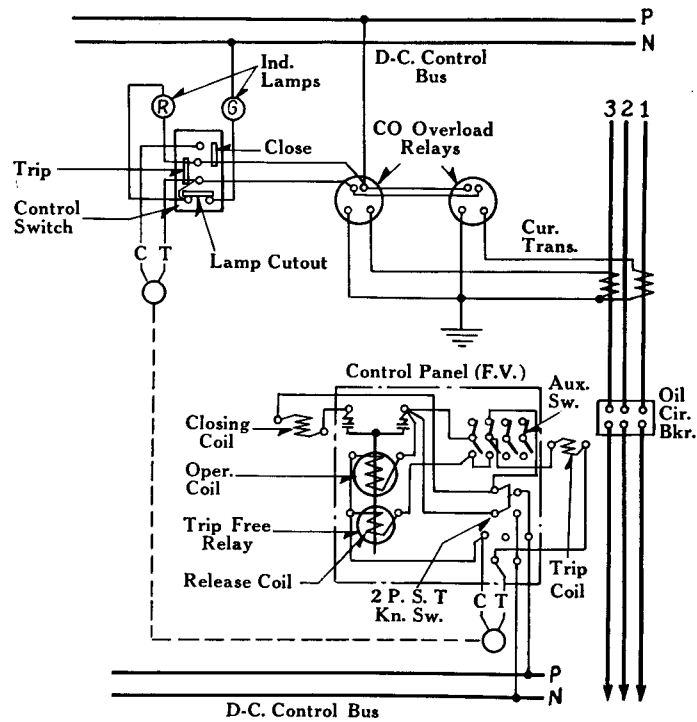 P
N
D-C. Control
Bus
Ind.
Lamps
R
G
3 2 1
CO Overload
Relays
Close
Trip
Control
Switch
Lamp Cutout
Cur.
Trans.
C T
Control Panel (F.V.)
Aux.
Sw.
Oil
Cir.
Bkr.
Closing
Coil
Oper.
Coil
Trip Free
Relay
Release Coil
2 P. S. T
Kn. Sw.
C T
Trip
Coil
P
N
D-C. Control Bus